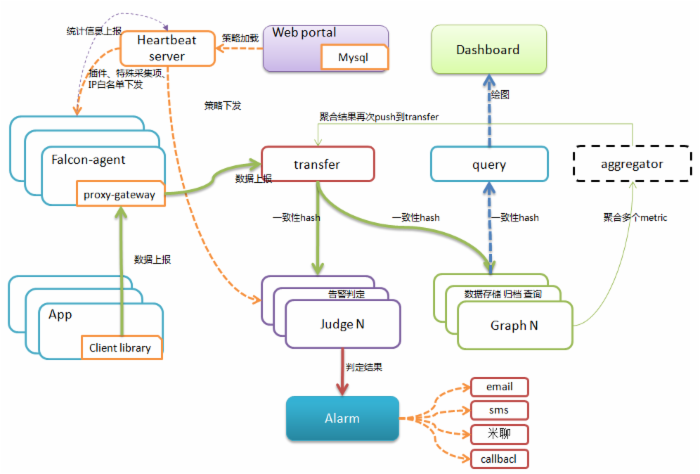 统计信息上报
Heartbeat
server
策略加载
Web portal
Mysql
Dashboard
插件、特殊采集项、
IP白名单下发
策略下发
绘图
聚合结果再次push到transfer
Falcon-agent
proxy-gateway
数据上报
transfer
query
aggregator
一致性hash
一致性hash
一致性hash
聚合多个metric
数据上报
App
Client library
告警判定
Judge N
数据存储 归档 查询
Graph N
判定结果
Alarm
email
sms
米聊
callbacl